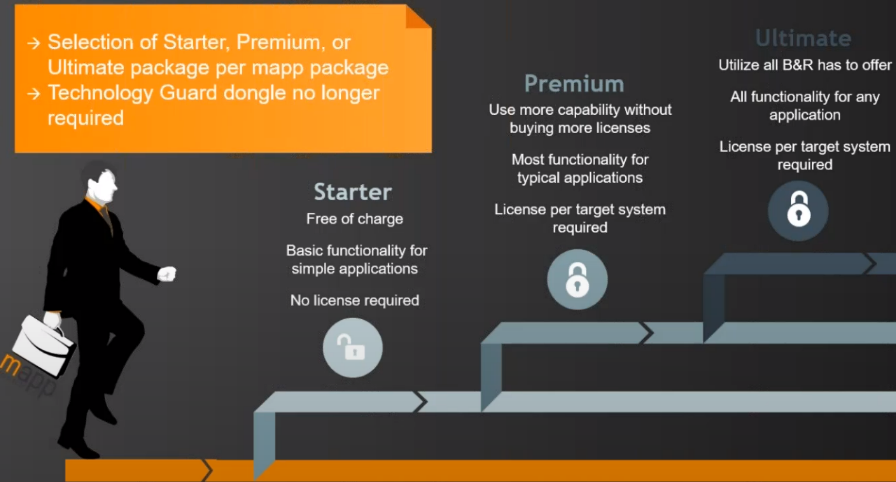 → Selection of Starter, Premium, or
Ultimate package per mapp package
→ Technology Guard dongle no longer
required
Starter
Free of charge
Basic functionality for
simple applications
No license required
Premium
Use more capability without
buying more licenses
Most functionality for
typical applications
License per target system
required
Ultimate
Utilize all B&R has to offer
All functionality for any
application
License per target system
required
mapp